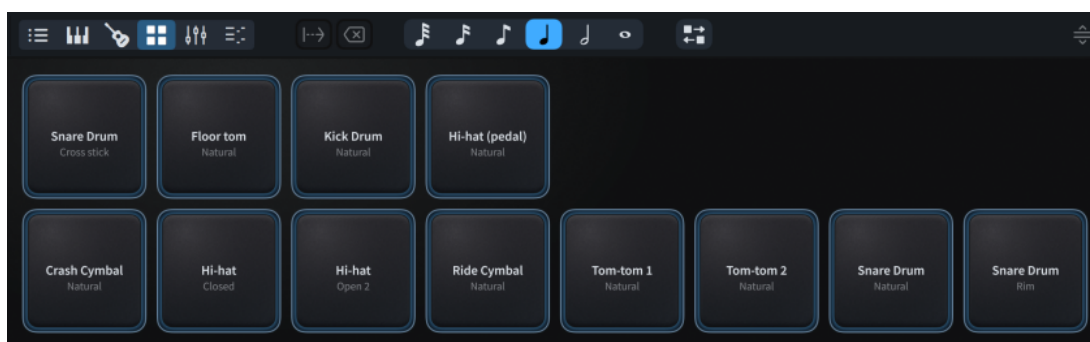 Snare Drum
Cross stick
Floor tom
Natural
Kick Drum
Natural
Hi-hat (pedal)
Natural
Crash Cymbal
Natural
Hi-hat
Closed
Hi-hat
Open 2
Ride Cymbal
Natural
Tom-tom 1
Natural
Tom-tom 2
Natural
Snare Drum
Natural
Snare Drum
Rim